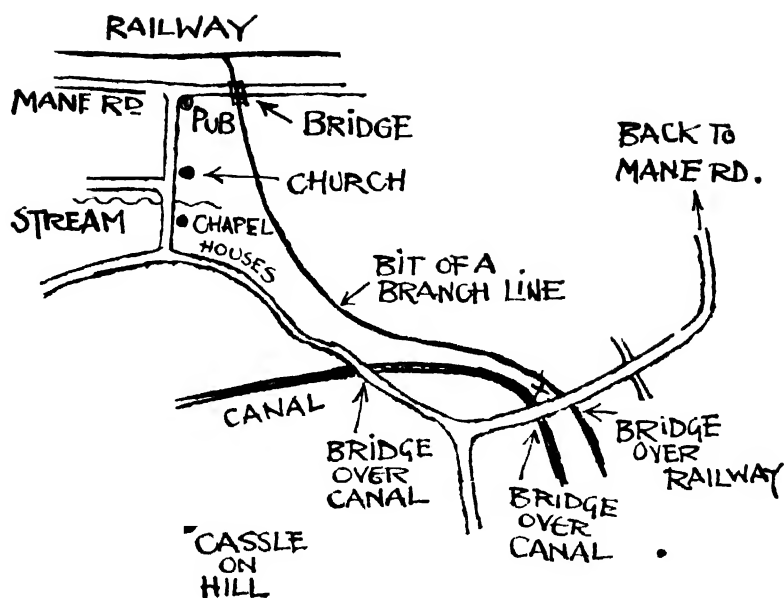 RAILWAY
MANE RD
PUB
BRIDGE
BACK TO
MANE RD.
CHURCH
STREAM
CHAPEL
HOUSES
BIT OF A
BRANCH LINE
CANAL
BRIDGE
OVER
CANAL
BRIDGE
OVER
RAILWAY
BRIDGE
OVER
CANAL
CASSLE
ON
HILL